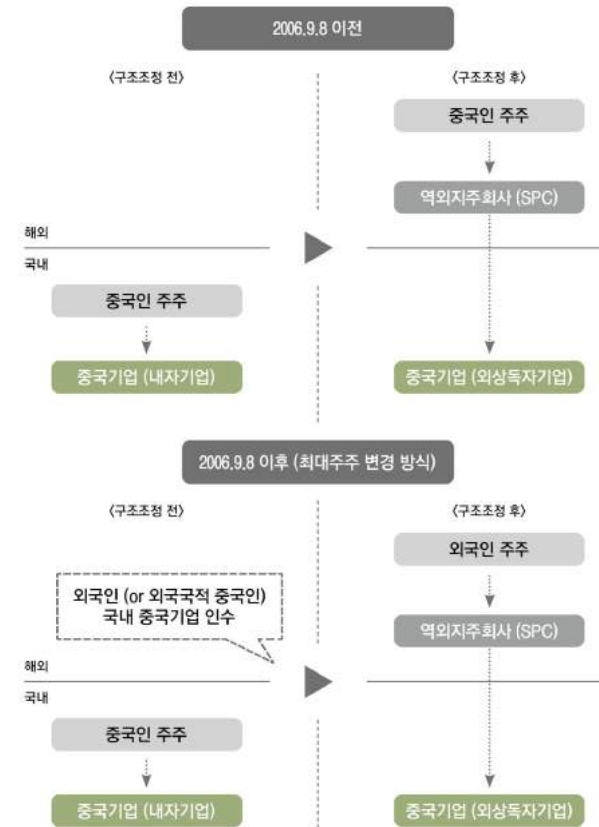 2006.9.8 이전
〈구조조정 전〉
〈구조조정 후〉
중국인 주주
역외지주회사 (SPC)
해외
국내
중국인 주주
중국기업 (내자기업)
중국기업 (외상독자기업)
2006.9.8 이후 (최대주주 변경 방식)
〈구조조정 전〉
〈구조조정 후〉
외국인 주주
외국인 (or 외국국적 중국인)
국내 중국기업 인수
역외지주회사 (SPC)
해외
국내
중국인 주주
중국기업 (내자기업)
중국기업 (외상독자기업)